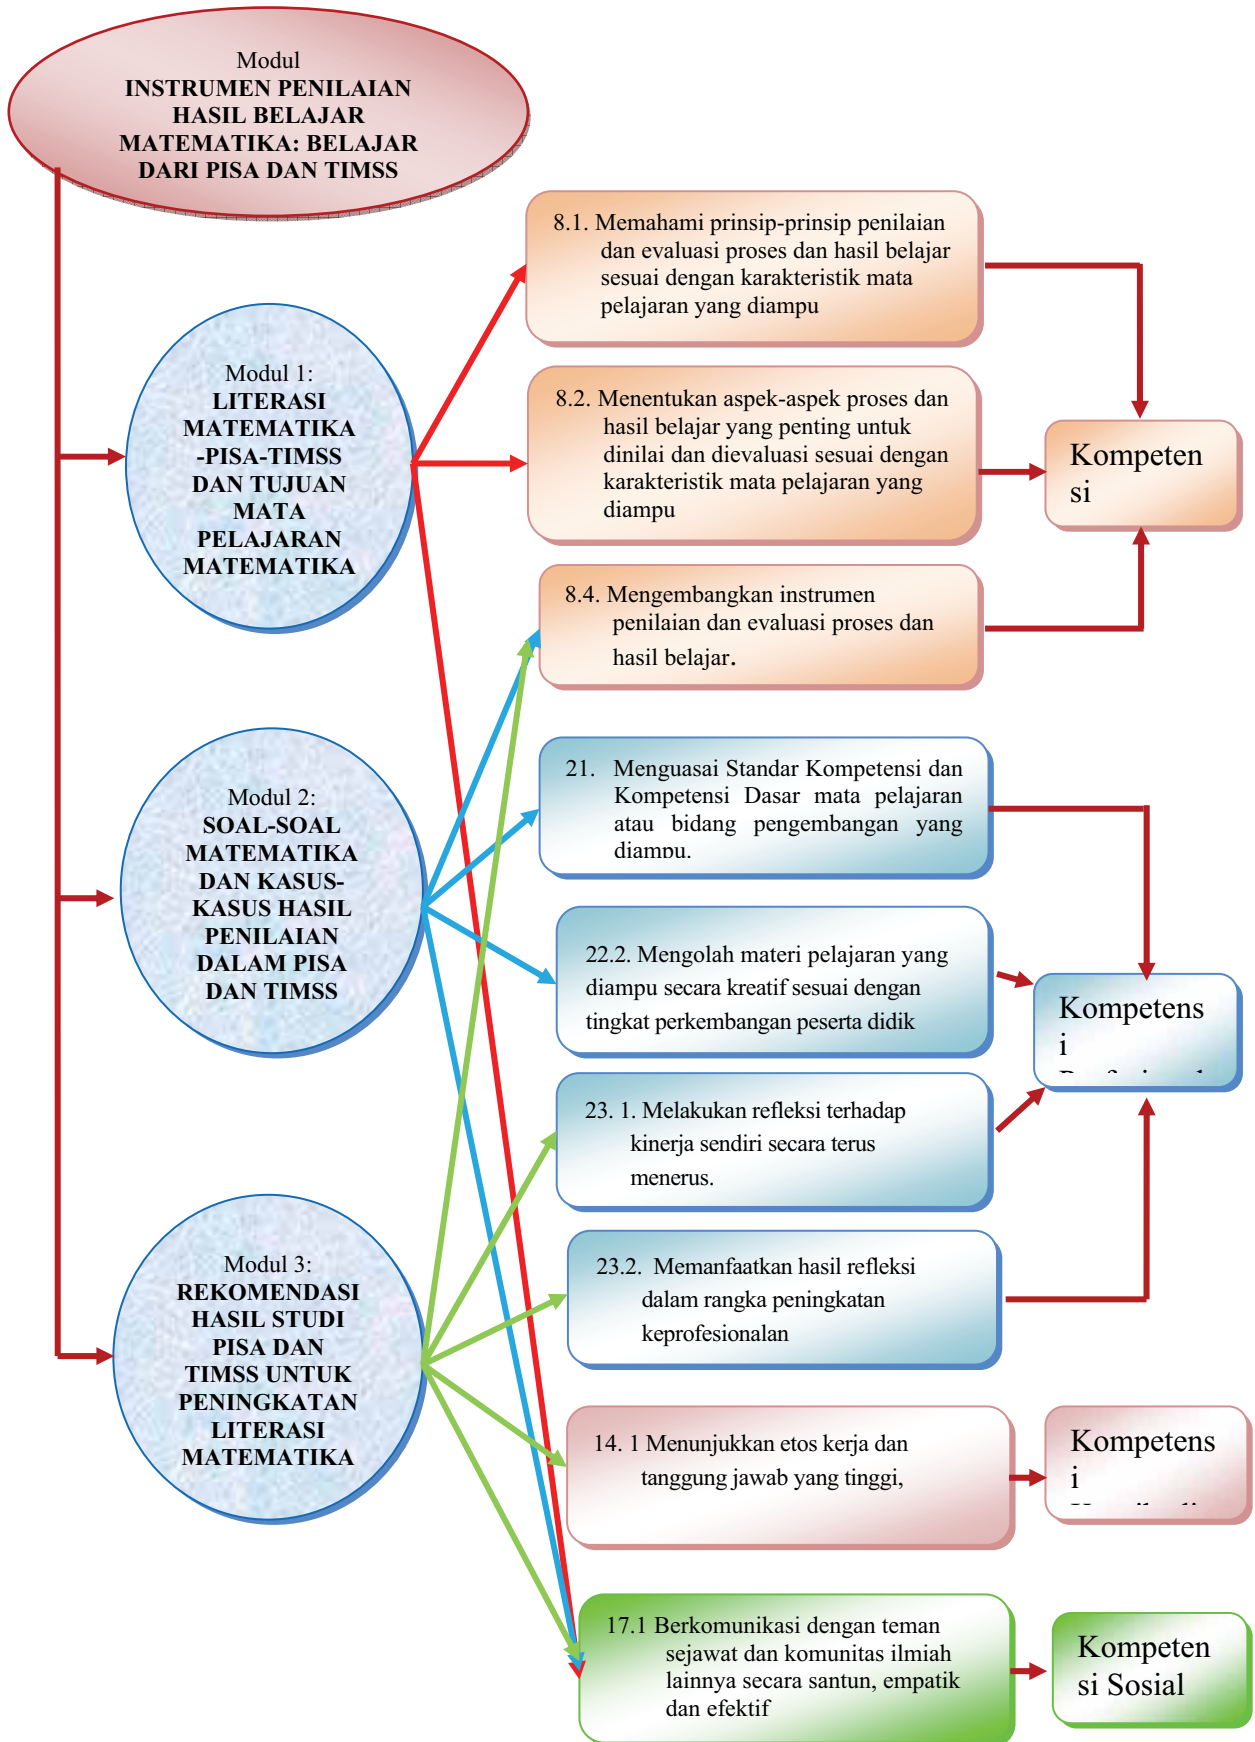 Modul
INSTRUMEN PENILAIAN
HASIL BELAJAR
MATEMATIKA: BELAJAR
DARI PISA DAN TIMSS
Modul 1:
LITERASI
MATEMATIKA
-PISA-TIMSS
DAN TUJUAN
MATA
PELAJARAN
MATEMATIKA
Modul 2:
SOAL-SOAL
MATEMATIKA
DAN KASUS-
KASUS HASIL
PENILAIAN
DALAM PISA
DAN TIMSS
Modul 3:
REKOMENDASI
HASIL STUDI
PISA DAN
TIMSS UNTUK
PENINGKATAN
LITERASI
MATEMATIKA
8.1. Memahami prinsip-prinsip penilaian
dan evaluasi proses dan hasil belajar
sesuai dengan karakteristik mata
pelajaran yang diampu
8.2. Menentukan aspek-aspek proses dan
hasil belajar yang penting untuk
dinilai dan dievaluasi sesuai dengan
karakteristik mata pelajaran yang
diampu
8.4. Mengembangkan instrumen
penilaian dan evaluasi proses dan
hasil belajar.
21. Menguasai Standar Kompetensi dan
Kompetensi Dasar mata pelajaran
atau bidang pengembangan yang
diampu.
22.2. Mengolah materi pelajaran yang
diampu secara kreatif sesuai dengan
tingkat perkembangan peserta didik
23. 1. Melakukan refleksi terhadap
kinerja sendiri secara terus
menerus.
23.2. Memanfaatkan hasil refleksi
dalam rangka peningkatan
keprofesionalan
14. 1 Menunjukkan etos kerja dan
tanggung jawab yang tinggi,
17.1 Berkomunikasi dengan teman
sejawat dan komunitas ilmiah
lainnya secara santun, empatik
dan efektif
Kompeten
si
Kompetens
i
Kompetens
i
Kompeten
si Sosial